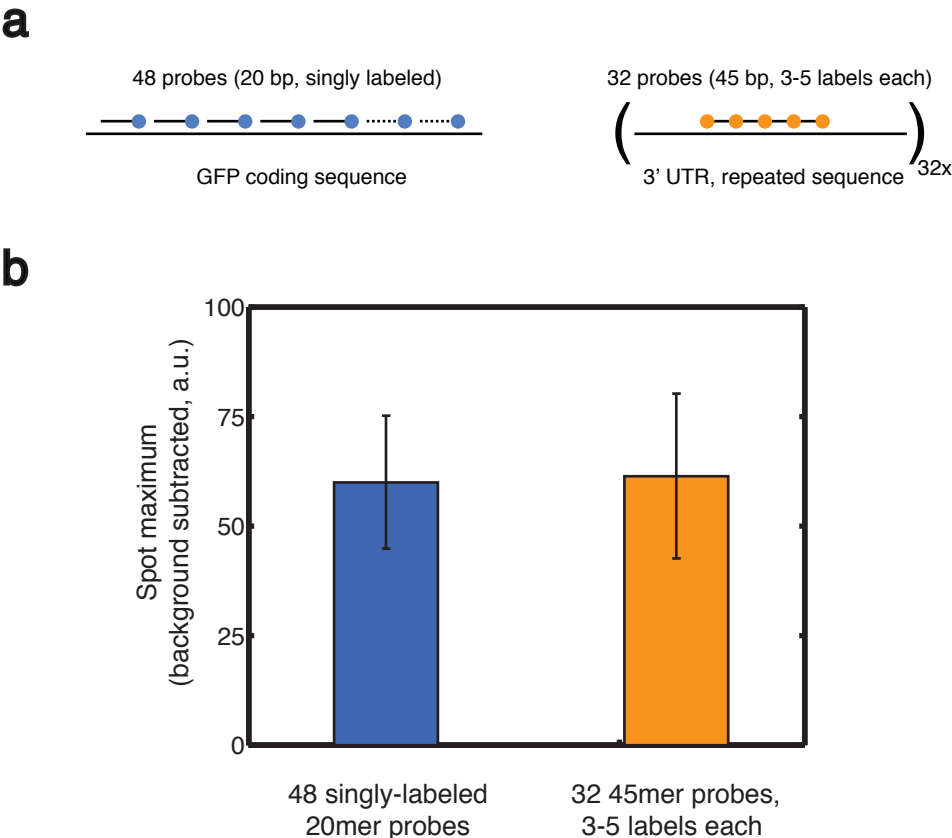 a
48 probes (20 bp, singly labeled)
32 probes (45 bp, 3-5 labels each)
GFP coding sequence
( 3’ UTR, repeated sequence )32x
b
Spot maximum
(background subtracted, a.u.)
100
75
50
25
0
48 singly-labeled
20mer probes
32 45mer probes,
3-5 labels each